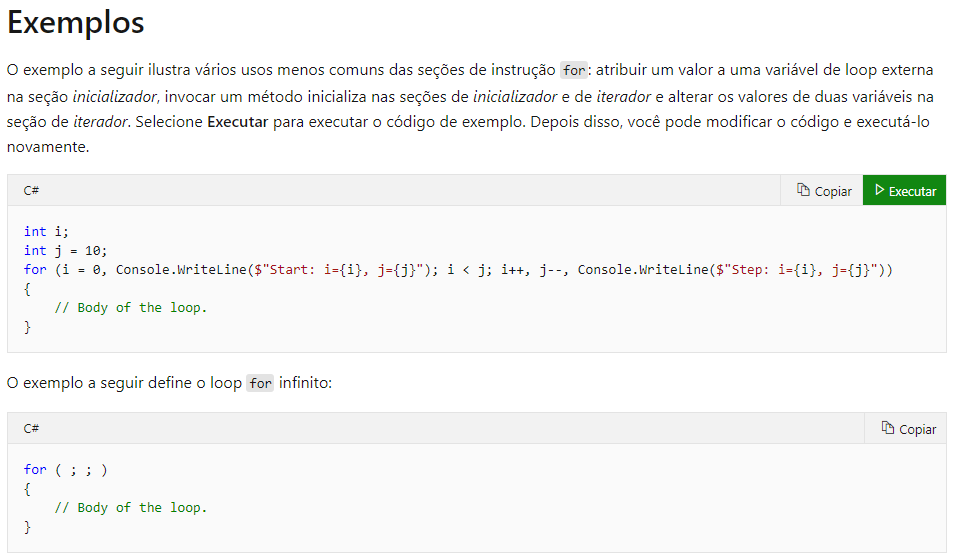 Exemplos
O exemplo a seguir ilustra vários usos menos comuns das seções de instrução for: atribuir um valor a uma variável de loop externa
na seção inicializador, invocar um método inicializa nas seções de inicializador e de iterador e alterar os valores de duas variáveis na
seção de iterador. Selecione Executar para executar o código de exemplo. Depois disso, você pode modificar o código e executá-lo
novamente.
C# Copiar Executar
int i;
int j = 10;
for (i = 0, Console.WriteLine($"Start: i={i}, j={j}"); i < j; i++, j--, Console.WriteLine($"Step: i={i}, j={j}"))
{
    // Body of the loop.
}
O exemplo a seguir define o loop for infinito:
C# Copiar
for ( ; ; )
{
    // Body of the loop.
}